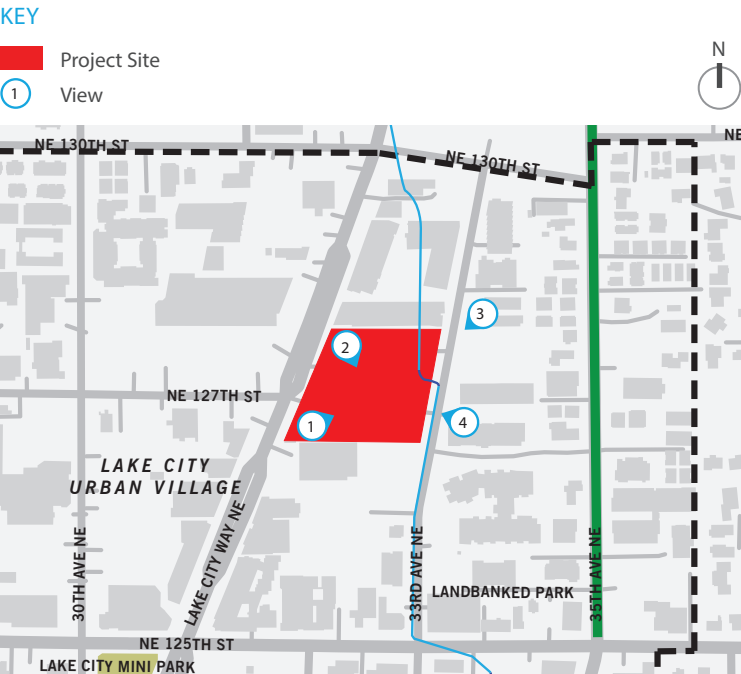 KEY
Project Site
1
View
N
NE 130TH ST
NE
NE 130TH ST
3
2
NE 127TH ST
4
1
LAKE CITY
URBAN VILLAGE
LAKE CITY WAY NE
30TH AVE NE
33RD AVE NE
35TH AVE NE
LANDBANKED PARK
NE 125TH ST
LAKE CITY MINI PARK